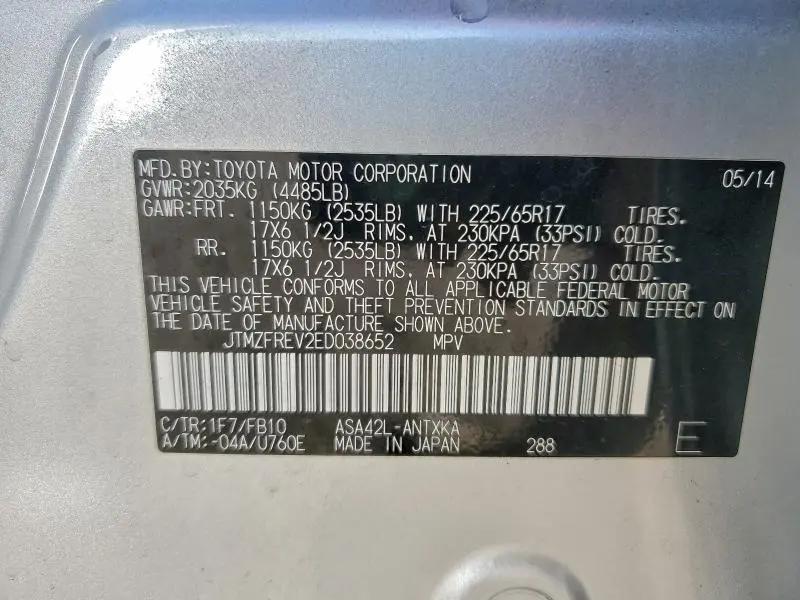 MFD.BY:TOYOTA MOTOR CORPORATION 05/14
GVWR:2035KG (4485LB)
GAWR:FRT. 1150KG (2535LB) WITH 225/65R17 TIRES.
17X6 1/2J RIMS. AT 230KPA (33PSI) COLD.
RR. 1150KG (2535LB) WITH 225/65R17 TIRES.
17X6 1/2J RIMS. AT 230KPA (33PSI) COLD.
THIS VEHICLE CONFORMS TO ALL APPLICABLE FEDERAL MOTOR
VEHICLE SAFETY AND THEFT PREVENTION STANDARDS IN EFFECT ON
THE DATE OF MANUFACTURE SHOWN ABOVE.
JTMZFREV2ED038652 MPV
C/TR:1F7/FB10 ASA42L-ANTXKA
A/TM:-04A/U760E MADE IN JAPAN 288 E